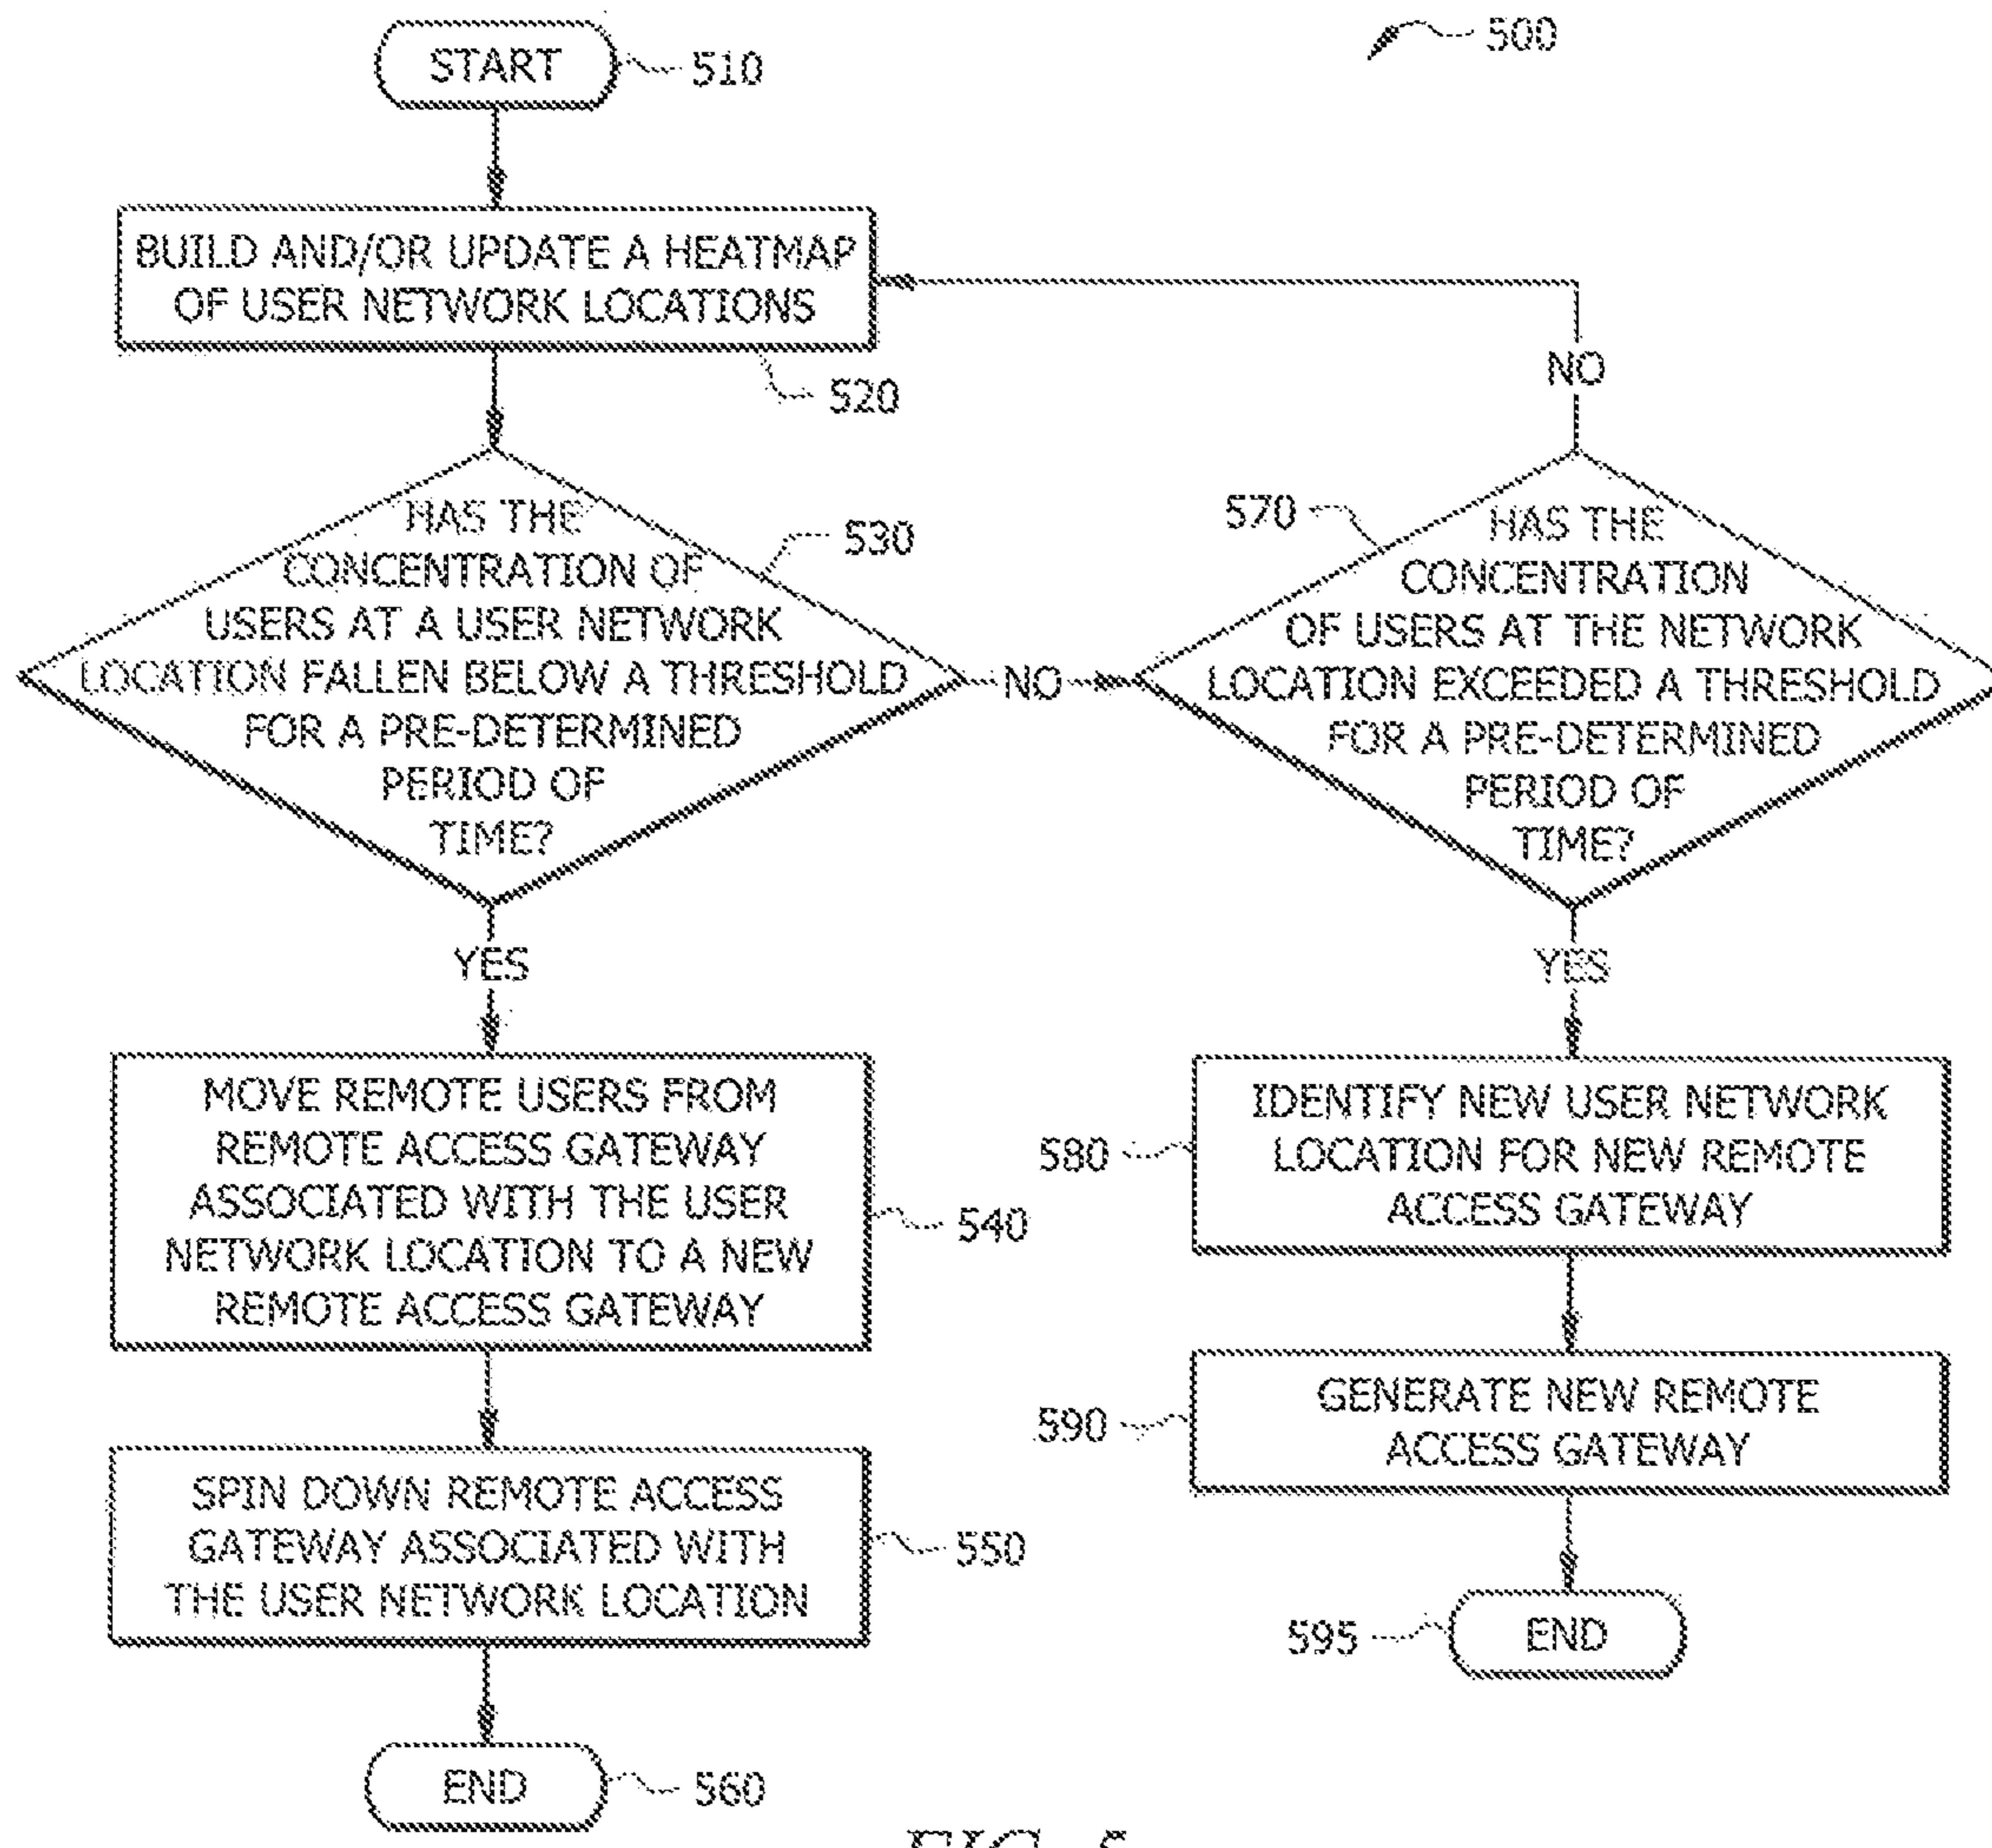 500
START
510
BUILD AND/OR UPDATE A HEATMAP
OF USER NETWORK LOCATIONS
520
HAS THE
CONCENTRATION OF
USERS AT A USER NETWORK
LOCATION FALLEN BELOW A THRESHOLD
FOR A PRE-DETERMINED
PERIOD OF
TIME?
530
NO
YES
MOVE REMOTE USERS FROM
REMOTE ACCESS GATEWAY
ASSOCIATED WITH THE USER
NETWORK LOCATION TO A NEW
REMOTE ACCESS GATEWAY
540
SPIN DOWN REMOTE ACCESS
GATEWAY ASSOCIATED WITH
THE USER NETWORK LOCATION
550
END
560
NO
570
HAS THE
CONCENTRATION
OF USERS AT THE NETWORK
LOCATION EXCEEDED A THRESHOLD
FOR A PRE-DETERMINED
PERIOD OF
TIME?
YES
580
IDENTIFY NEW USER NETWORK
LOCATION FOR NEW REMOTE
ACCESS GATEWAY
590
GENERATE NEW REMOTE
ACCESS GATEWAY
595
END
FIG. 5